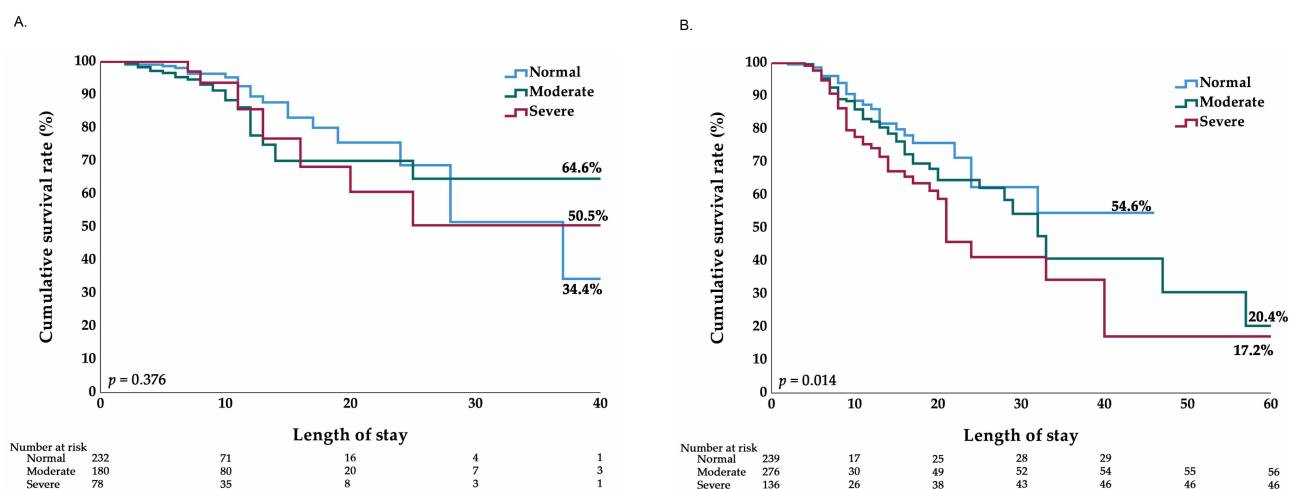 A.
Cumulative survival rate (%)
100
90
80
70
60
50
40
30
20
10
0
Normal
Moderate
Severe
64.6%
50.5%
34.4%
p = 0.376
0 10 20 30 40
Length of stay
Number at risk
Normal 232 71 16 4 1
Moderate 180 80 20 7 3
Severe 78 35 8 3 1
B.
Cumulative survival rate (%)
100
90
80
70
60
50
40
30
20
10
0
Normal
Moderate
Severe
54.6%
20.4%
17.2%
p = 0.014
0 10 20 30 40 50 60
Length of stay
Number at risk
Normal 239 17 25 28 29
Moderate 276 30 49 52 54 55 56
Severe 136 26 38 43 46 46 46